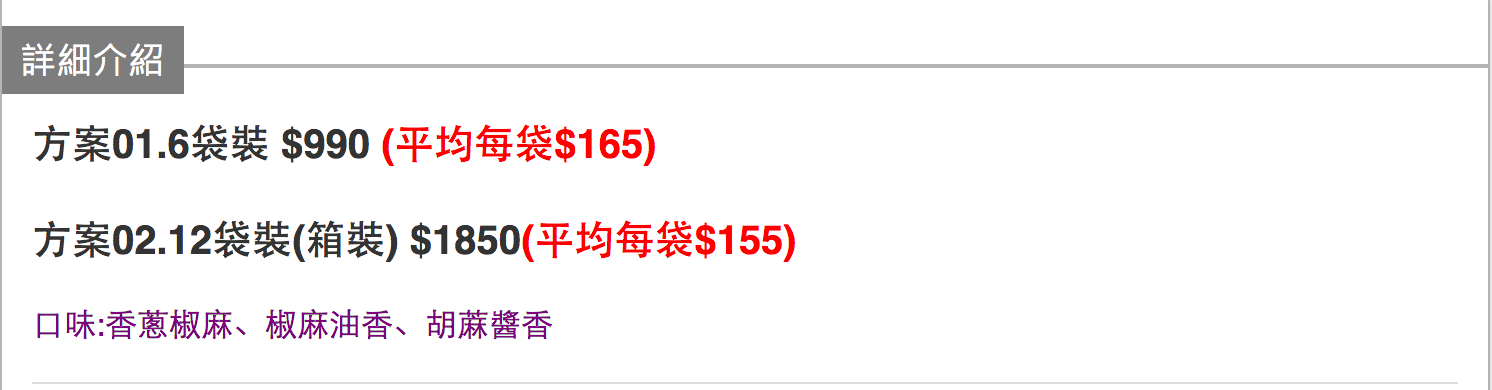 詳細介紹
方案01.6袋裝 $990 (平均每袋$165)
方案02.12袋裝(箱裝) $1850(平均每袋$155)
口味:香蔥椒麻、椒麻油香、胡蔴醬香